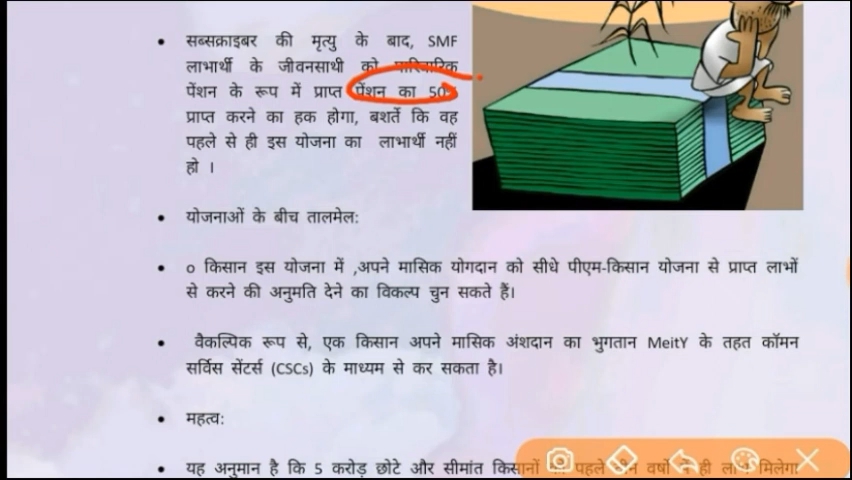 सब्सक्राइबर की मृत्यु के बाद, SMF
लाभार्थी के जीवनसाथी को पारिवारिक
पेंशन के रूप में प्राप्त पेंशन का 50%
प्राप्त करने का हक होगा, बशर्ते कि वह
पहले से ही इस योजना का लाभार्थी नहीं
हो ।
योजनाओं के बीच तालमेल:
o किसान इस योजना में ,अपने मासिक योगदान को सीधे पीएम-किसान योजना से प्राप्त लाभों
से करने की अनुमति देने का विकल्प चुन सकते हैं।
वैकल्पिक रूप से, एक किसान अपने मासिक अंशदान का भुगतान MeitY के तहत कॉमन
सर्विस सेंटर्स (CSCs) के माध्यम से कर सकता है।
महत्व:
यह अनुमान है कि 5 करोड़ छोटे और सीमांत किसानों को पहले तीन वर्षों में ही लाभ मिलेगा